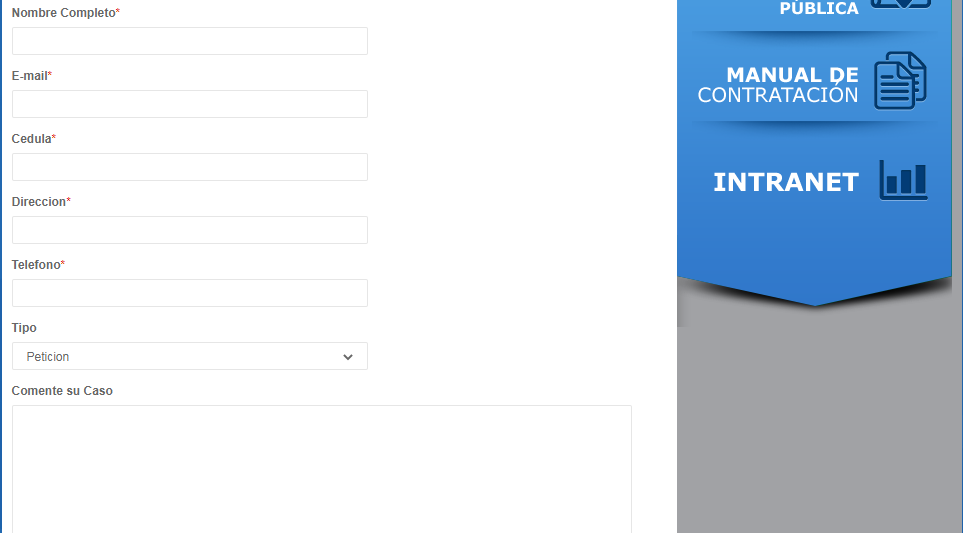 Nombre Completo*
E-mail*
Cedula*
Direccion*
Telefono*
Tipo
Peticion
Comente su Caso
PÚBLICA
MANUAL DE
CONTRATACIÓN
INTRANET